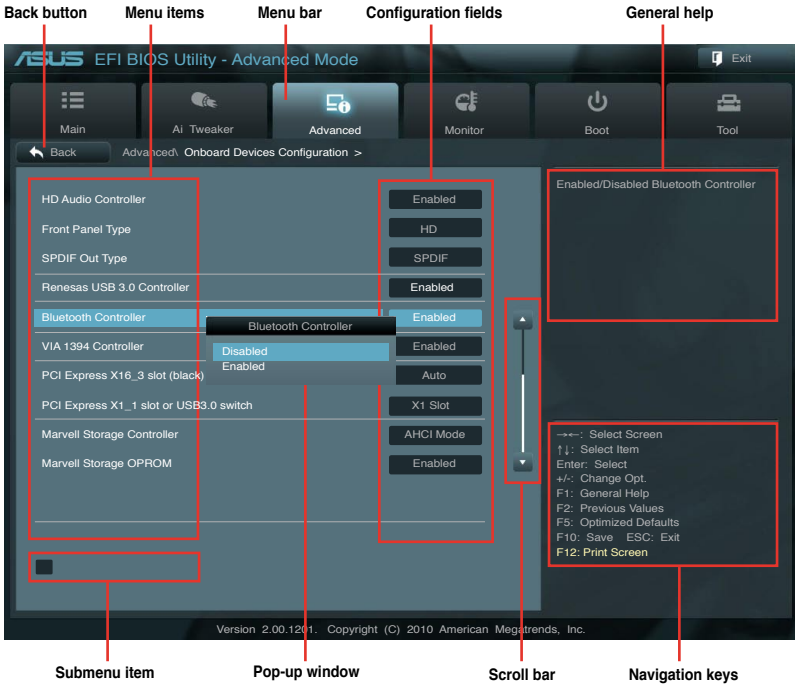 Back button Menu items Menu bar Configuration fields General help
ASUS EFI BIOS Utility - Advanced Mode Exit
Main Ai Tweaker Advanced Monitor Boot Tool
Back Advanced\ Onboard Devices Configuration >
Enabled/Disabled Bluetooth Controller
HD Audio Controller Enabled
Front Panel Type HD
SPDIF Out Type SPDIF
Renesas USB 3.0 Controller Enabled
Bluetooth Controller Enabled
Bluetooth Controller
Disabled
Enabled
VIA 1394 Controller Enabled
PCI Express X16_3 slot (black) Auto
PCI Express X1_1 slot or USB3.0 switch X1 Slot
Marvell Storage Controller AHCI Mode
Marvell Storage OPROM Enabled
→←: Select Screen
↑↓: Select Item
Enter: Select
+/-: Change Opt.
F1: General Help
F2: Previous Values
F5: Optimized Defaults
F10: Save ESC: Exit
F12: Print Screen
Version 2.00.1201. Copyright (C) 2010 American Megatrends, Inc.
Submenu item Pop-up window Scroll bar Navigation keys